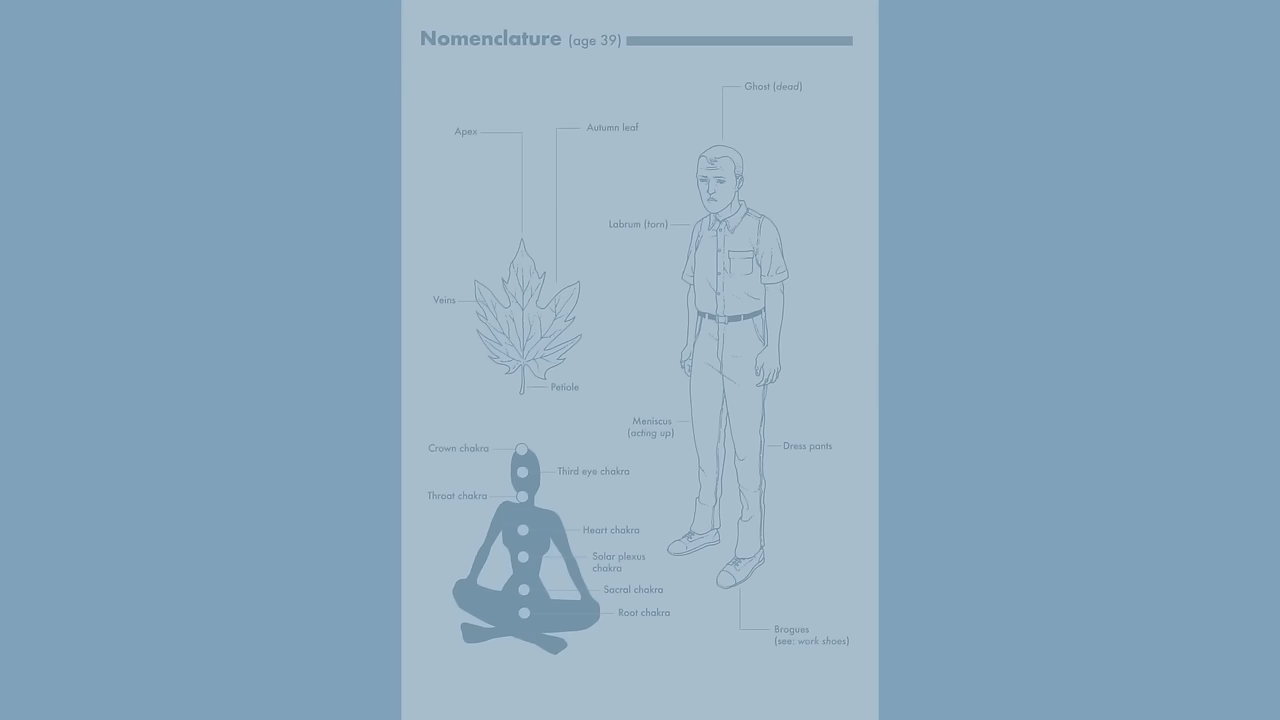 Nomenclature (age 39)
Ghost (dead)
Apex
Autumn leaf
Labrum (torn)
Veins
Petiole
Meniscus
(acting up)
Dress pants
Crown chakra
Third eye chakra
Throat chakra
Heart chakra
Solar plexus
chakra
Sacral chakra
Root chakra
Brogues
(see: work shoes)